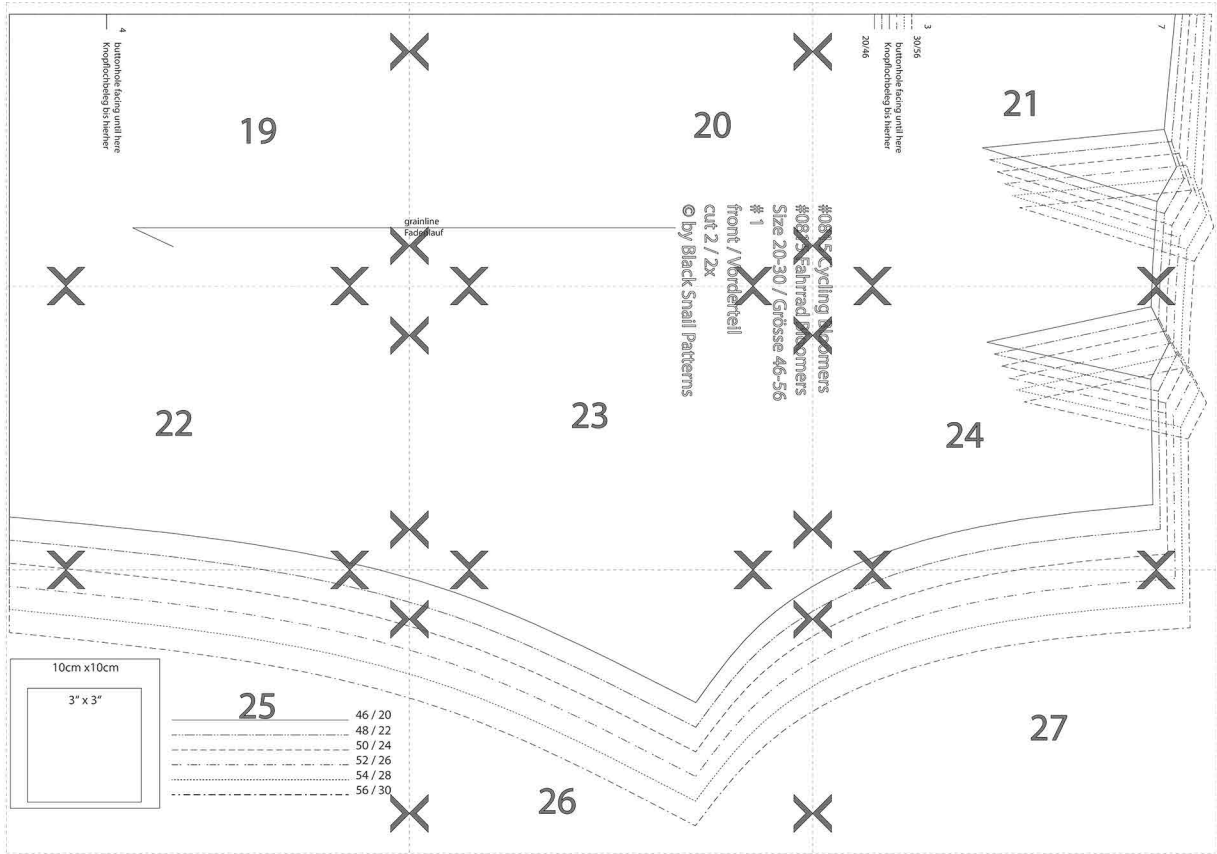 4
buttonhole facing until here
Knopflochbeleg bis hierher
19
20
20/46
30/56
3
buttonhole facing until here
Knopflochbeleg bis hierher
7
21
grainline
Fadenlauf
#0815 Cycling Bloomers
#0815 Fahrrad Bloomers
Size 20-30 / Grösse 46-56
# 1
front / Vorderteil
cut 2 / 2x
© by Black Snail Patterns
22
23
24
10cm x10cm
3" x 3"
25
46 / 20
48 / 22
50 / 24
52 / 26
54 / 28
56 / 30
26
27